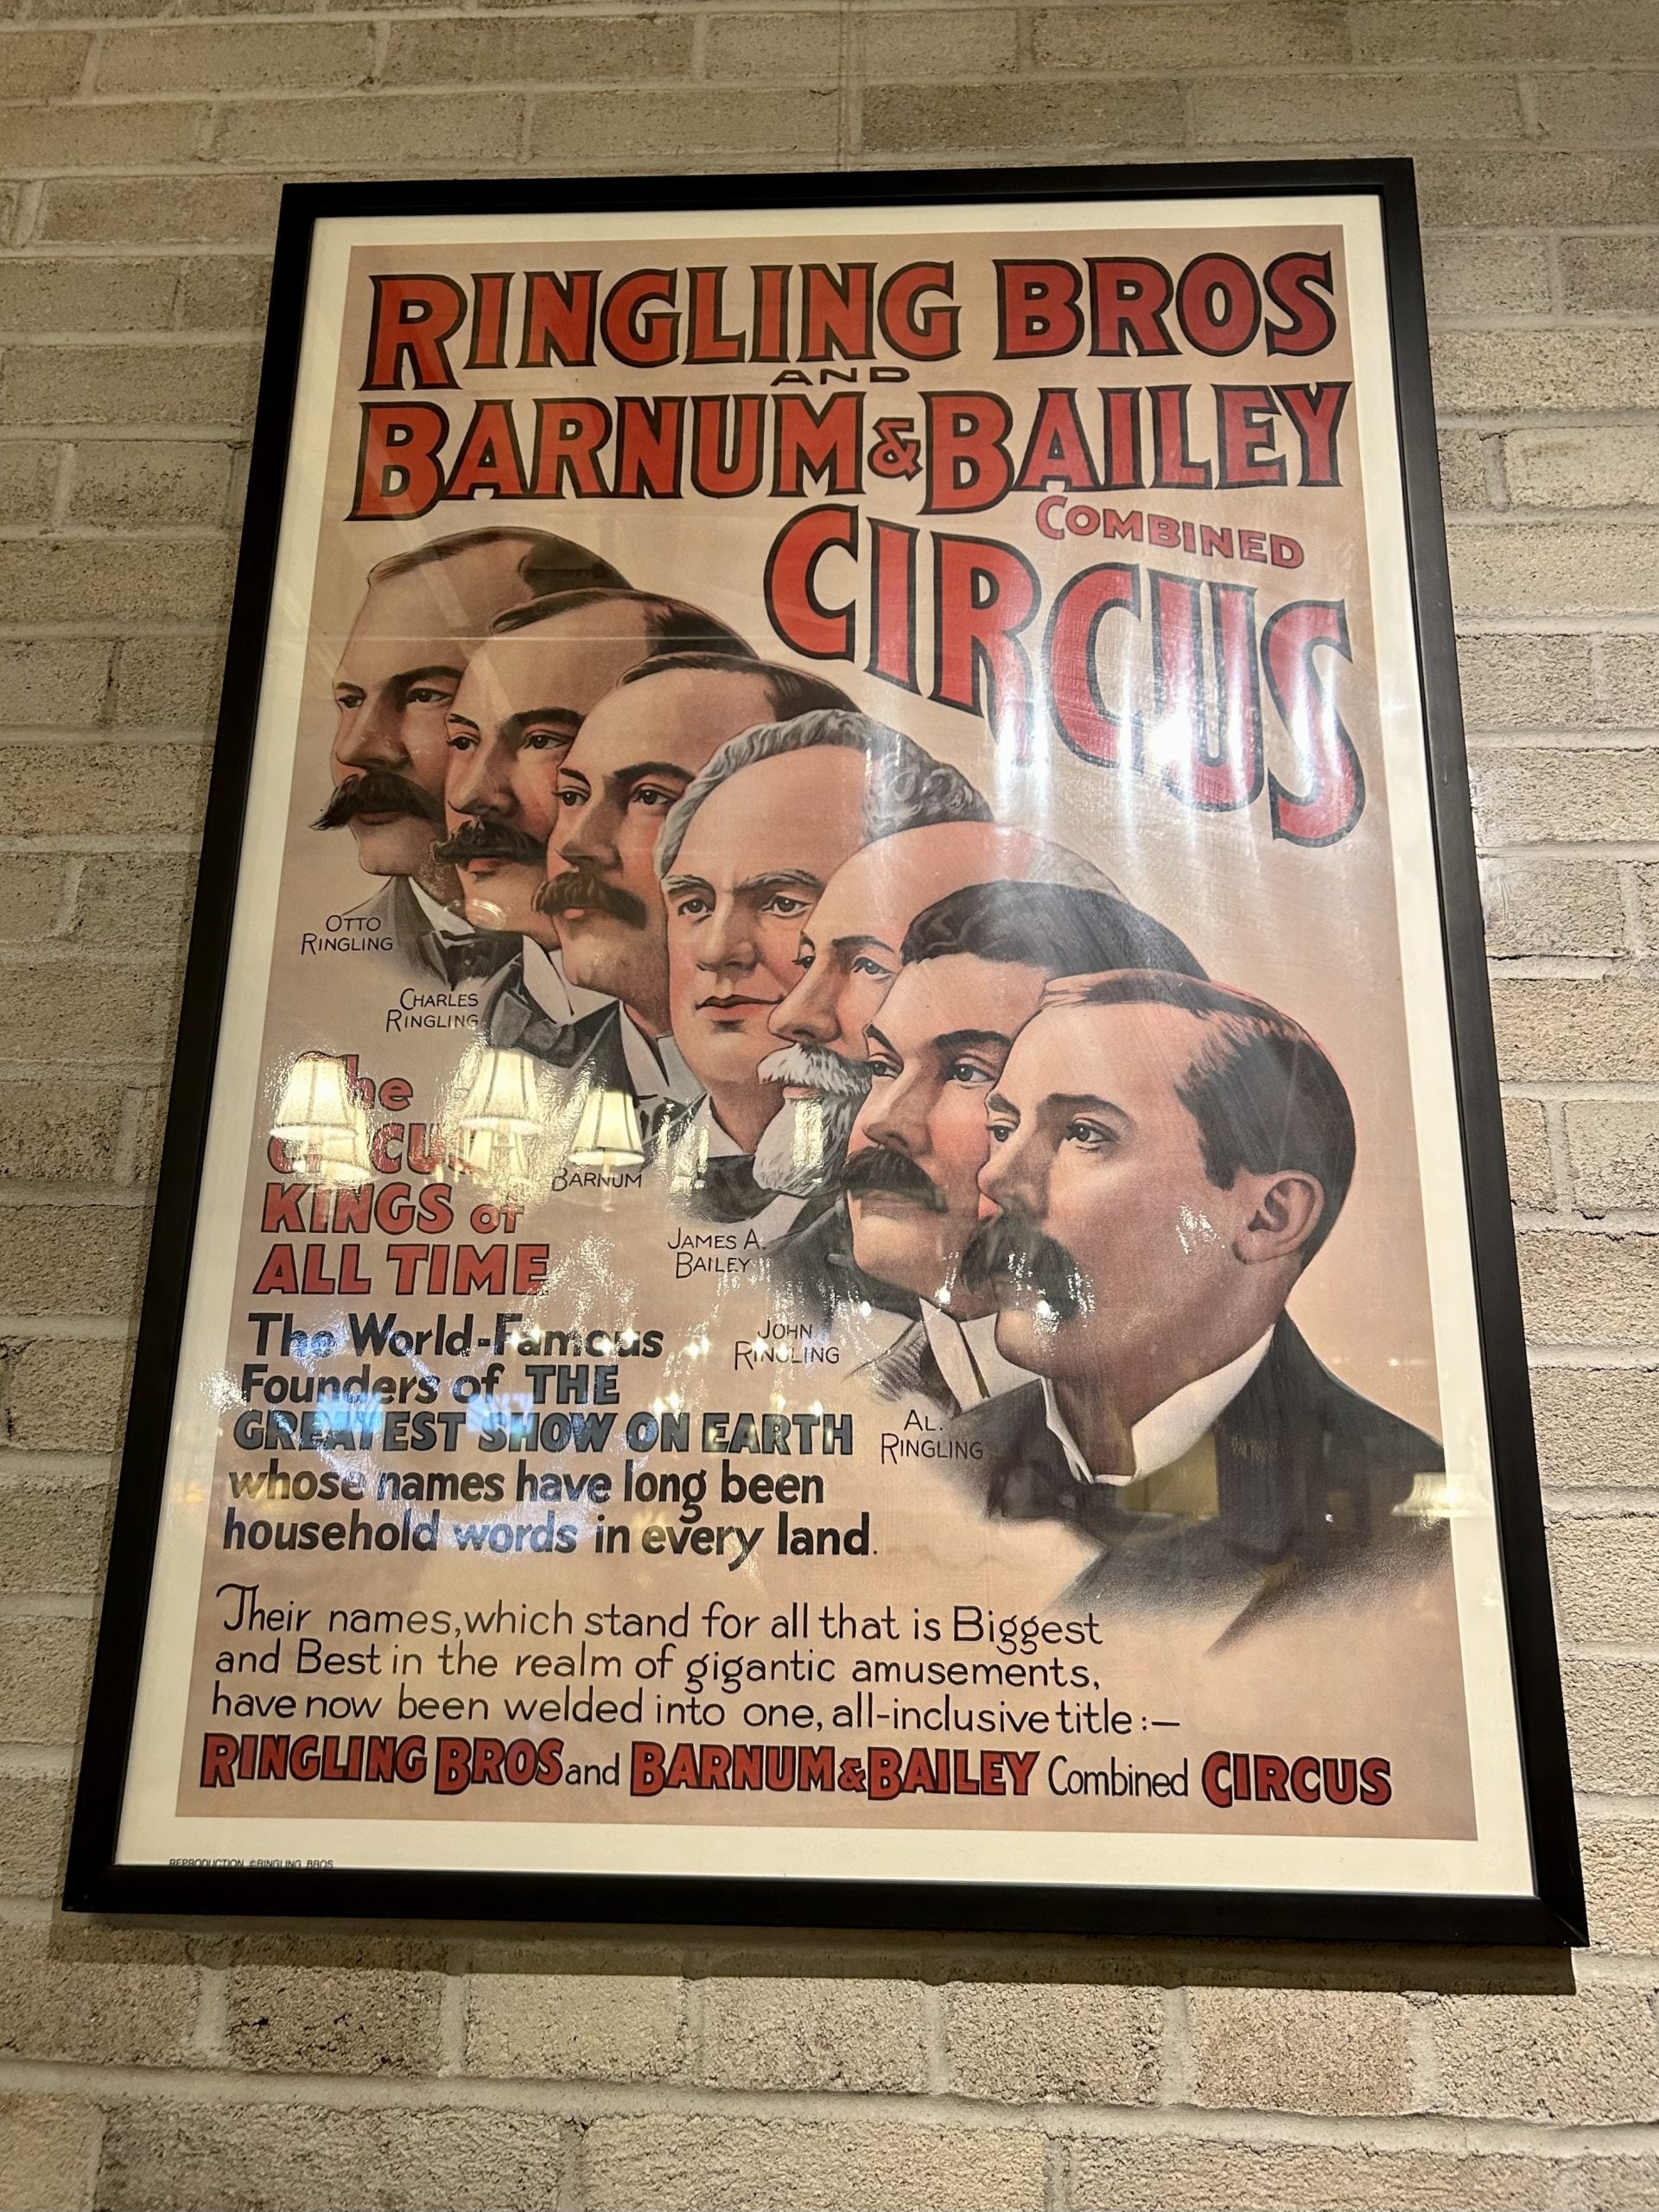 RINGLING BROS
AND
BARNUM & BAILEY
COMBINED
CIRCUS
OTTO
RINGLING
CHARLES
RINGLING
BARNUM
JAMES A.
BAILEY
JOHN
RINGLING
AL.
RINGLING
The
CIRCUS
KINGS of
ALL TIME
The World-Famous
Founders of THE
GREATEST SHOW ON EARTH
whose names have long been
household words in every land.
Their names, which stand for all that is Biggest
and Best in the realm of gigantic amusements,
have now been welded into one, all-inclusive title:—
RINGLING BROS and BARNUM & BAILEY Combined CIRCUS
REPRODUCTION ©RINGLING BROS.